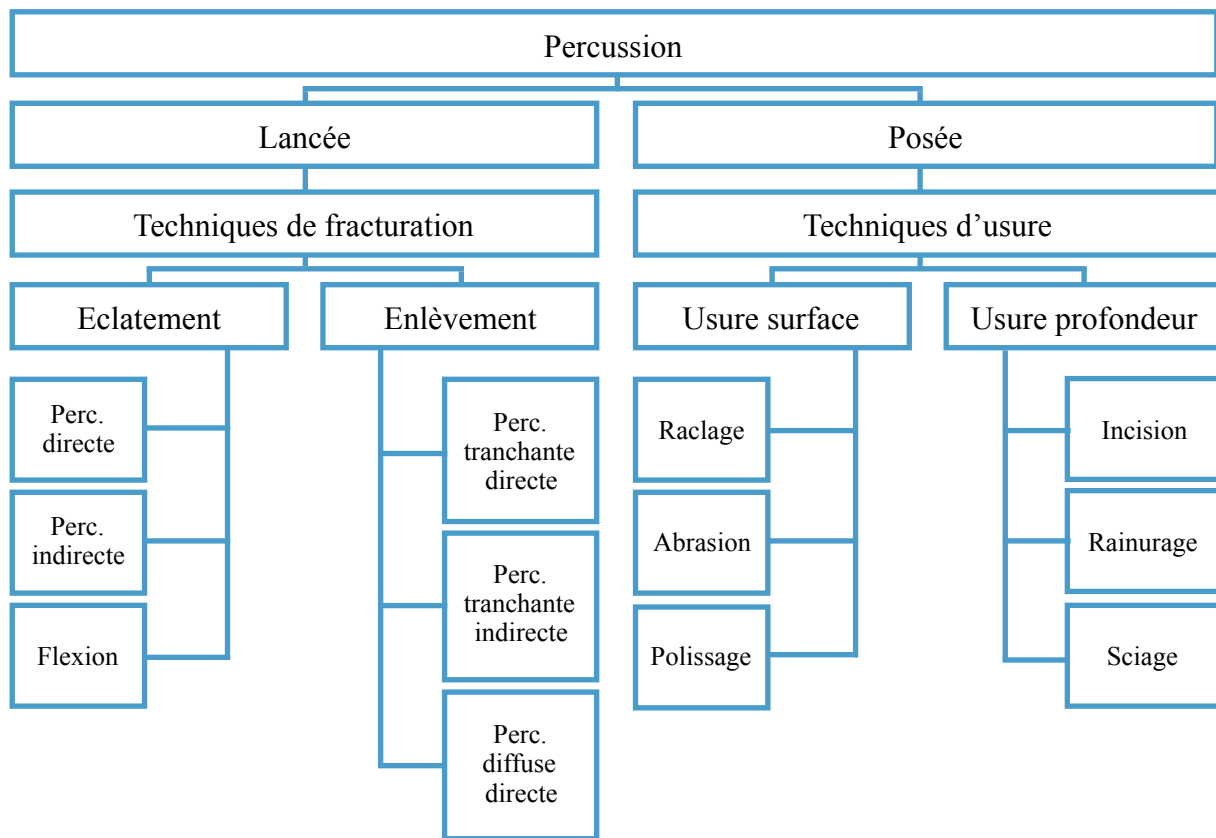 Percussion
Lancée
Posée
Techniques de fracturation
Techniques d’usure
Eclatement
Enlèvement
Usure surface
Usure profondeur
Perc.
directe
Perc.
indirecte
Flexion
Perc.
tranchante
directe
Perc.
tranchante
indirecte
Perc.
diffuse
directe
Raclage
Abrasion
Polissage
Incision
Rainurage
Sciage